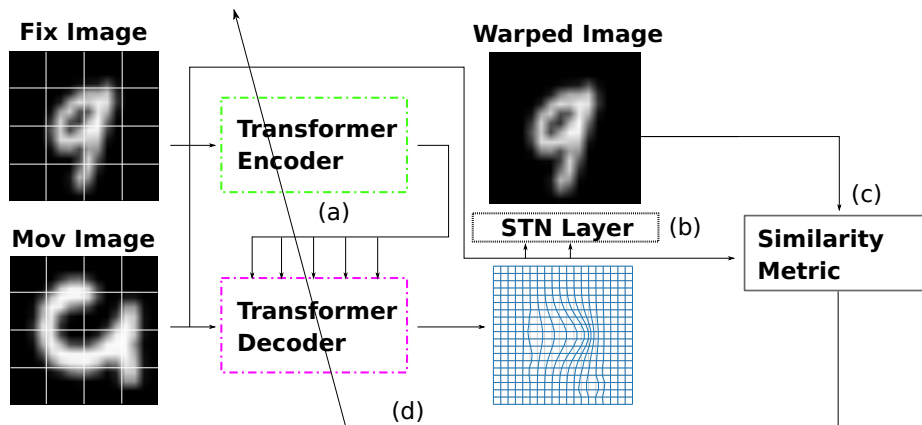 Fix Image
Warped Image
Transformer
Encoder
(a)
(c)
Mov Image
STN Layer
(b)
Similarity
Metric
Transformer
Decoder
(d)